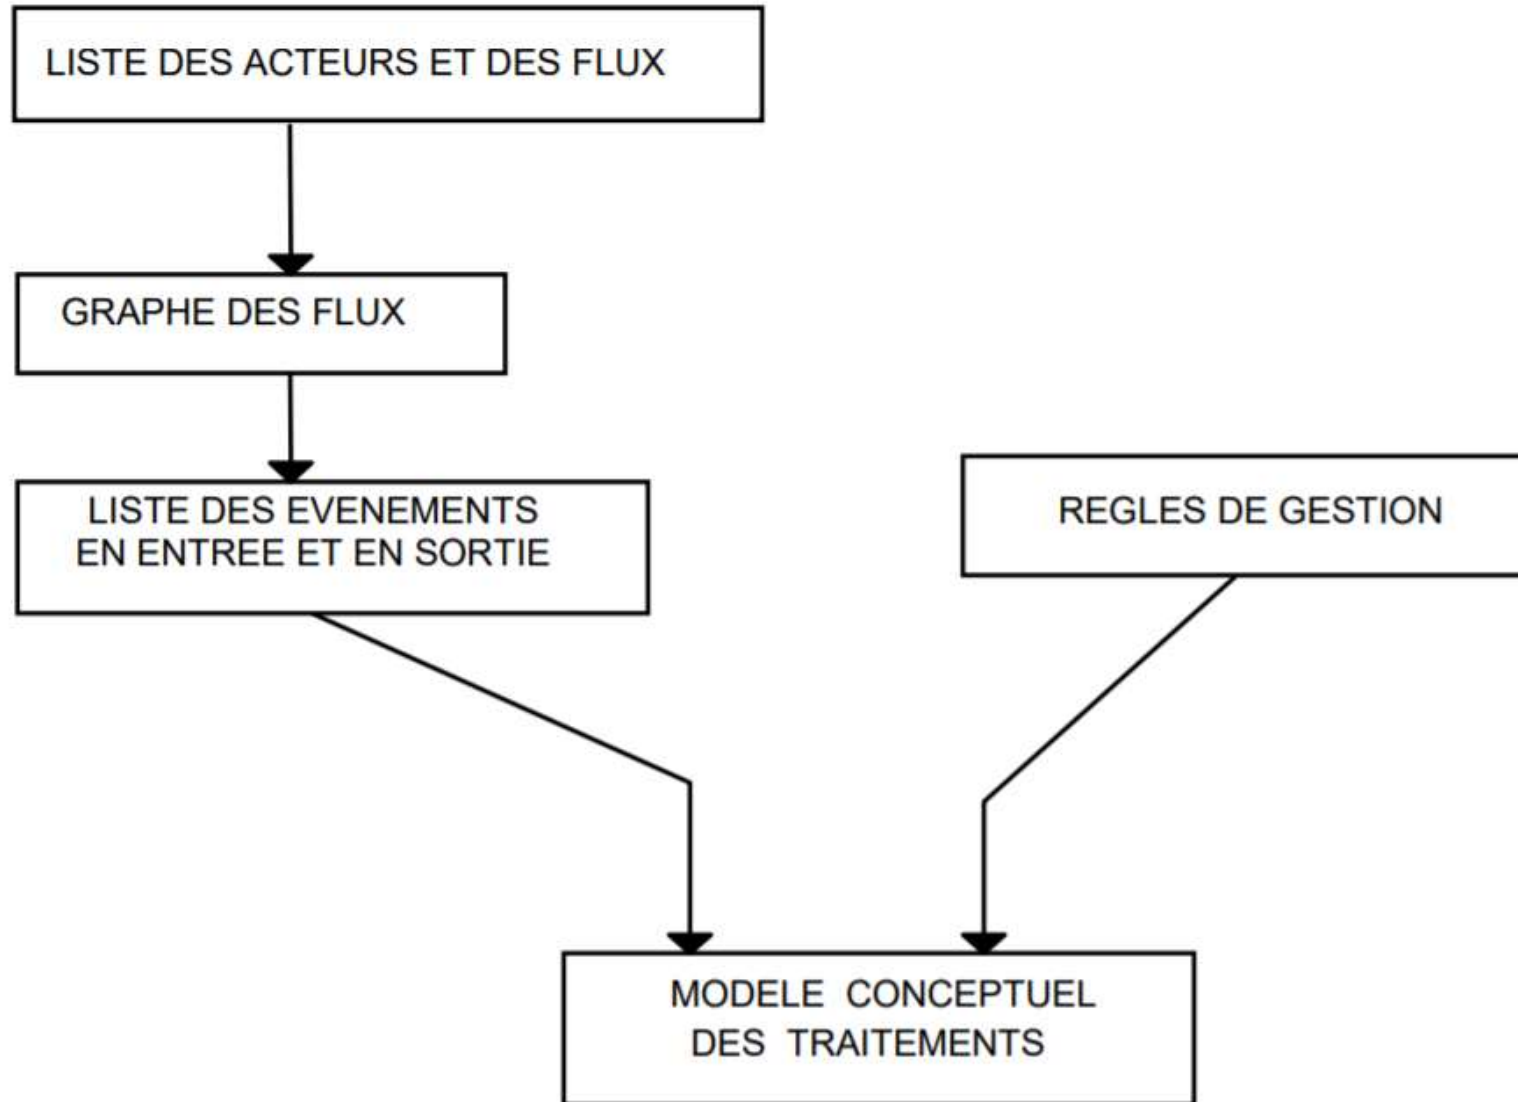 LISTE DES ACTEURS ET DES FLUX
GRAPHE DES FLUX
LISTE DES EVENEMENTS
EN ENTREE ET EN SORTIE
REGLES DE GESTION
MODELE CONCEPTUEL
DES TRAITEMENTS